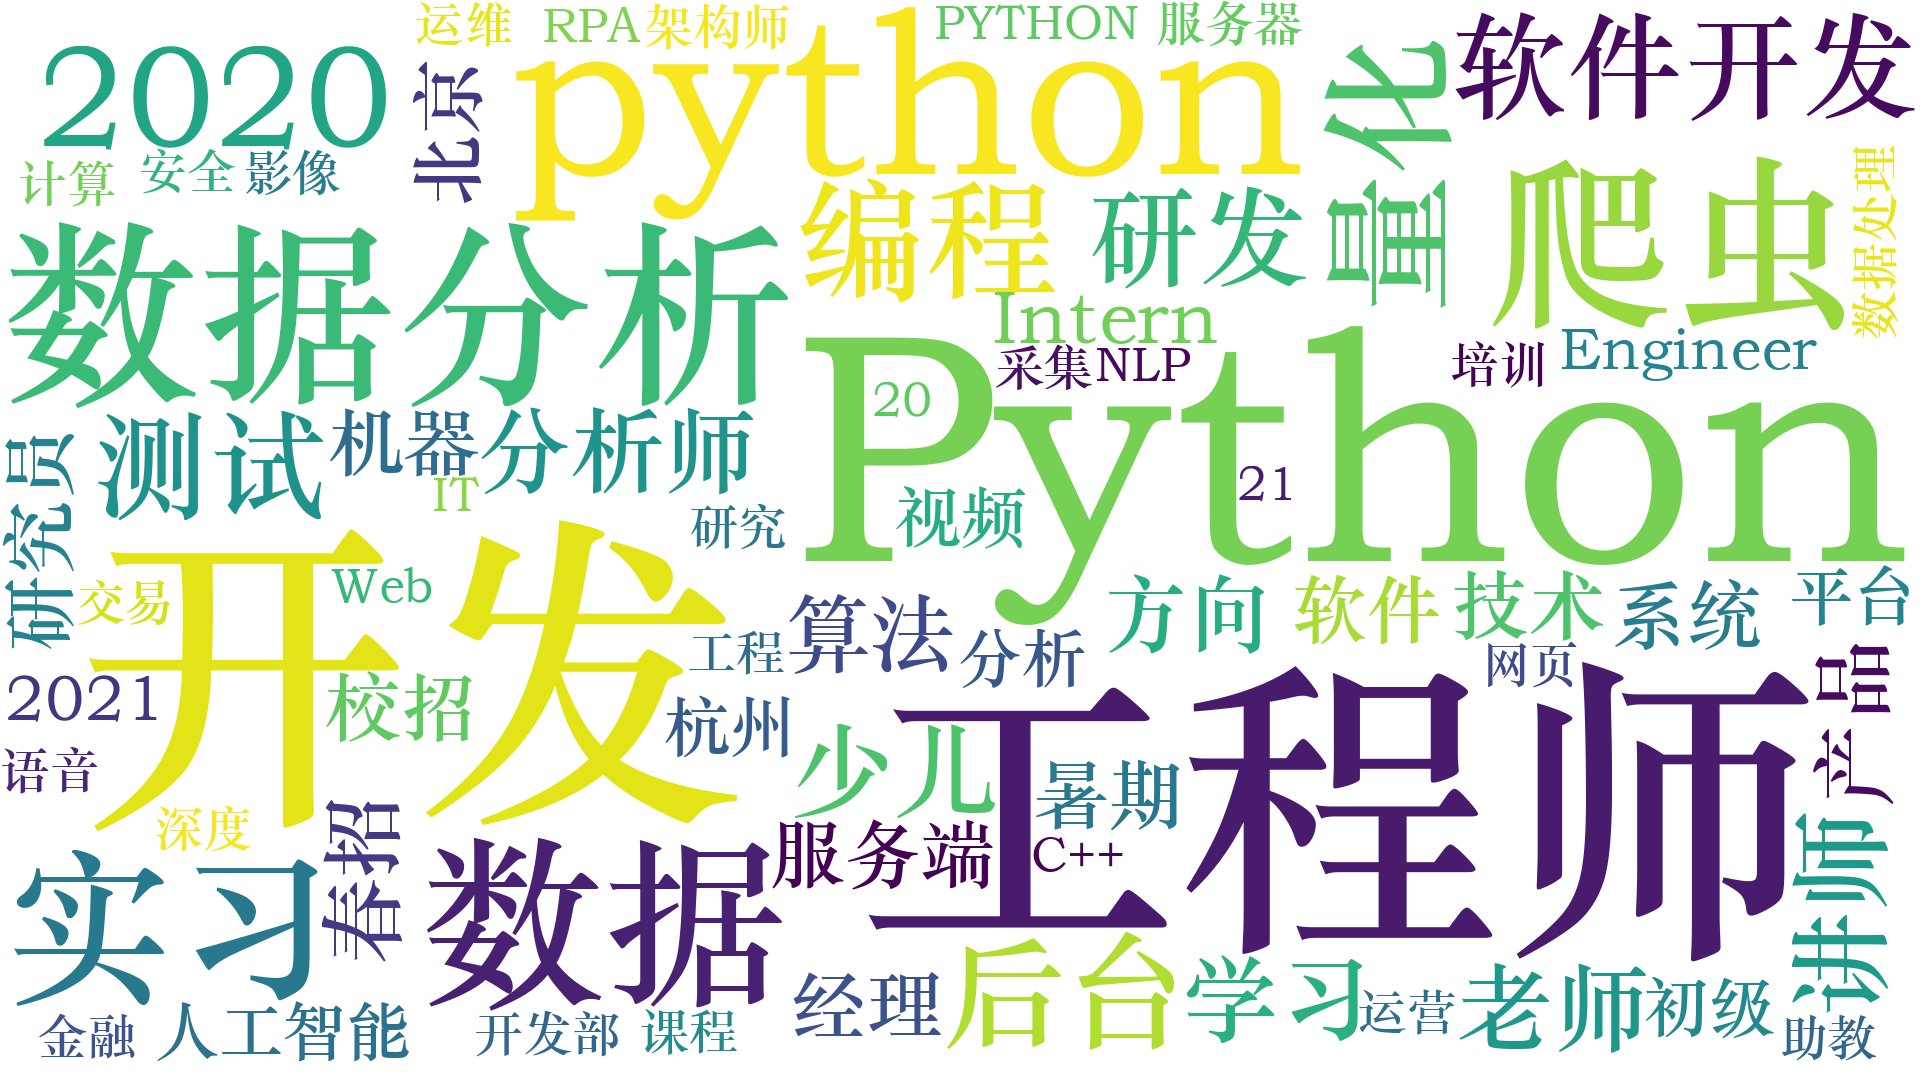 运维
RPA
架构师
PYTHON
服务器
2020
北京
python
量化
软件开发
计算
安全
影像
编程
研发
爬虫
数据处理
数据分析
Intern
采集
NLP
培训
Engineer
Python
20
测试
机器
分析师
研究员
IT
研究
视频
21
开发
Web
交易
工程
算法
分析
方向
软件
技术
系统
平台
网页
2021
校招
杭州
少儿
暑期
工程师
产品
语音
深度
春招
服务端
C++
讲师
实习
数据
后台
经理
学习
运营
老师
初级
助教
金融
人工智能
开发部
课程